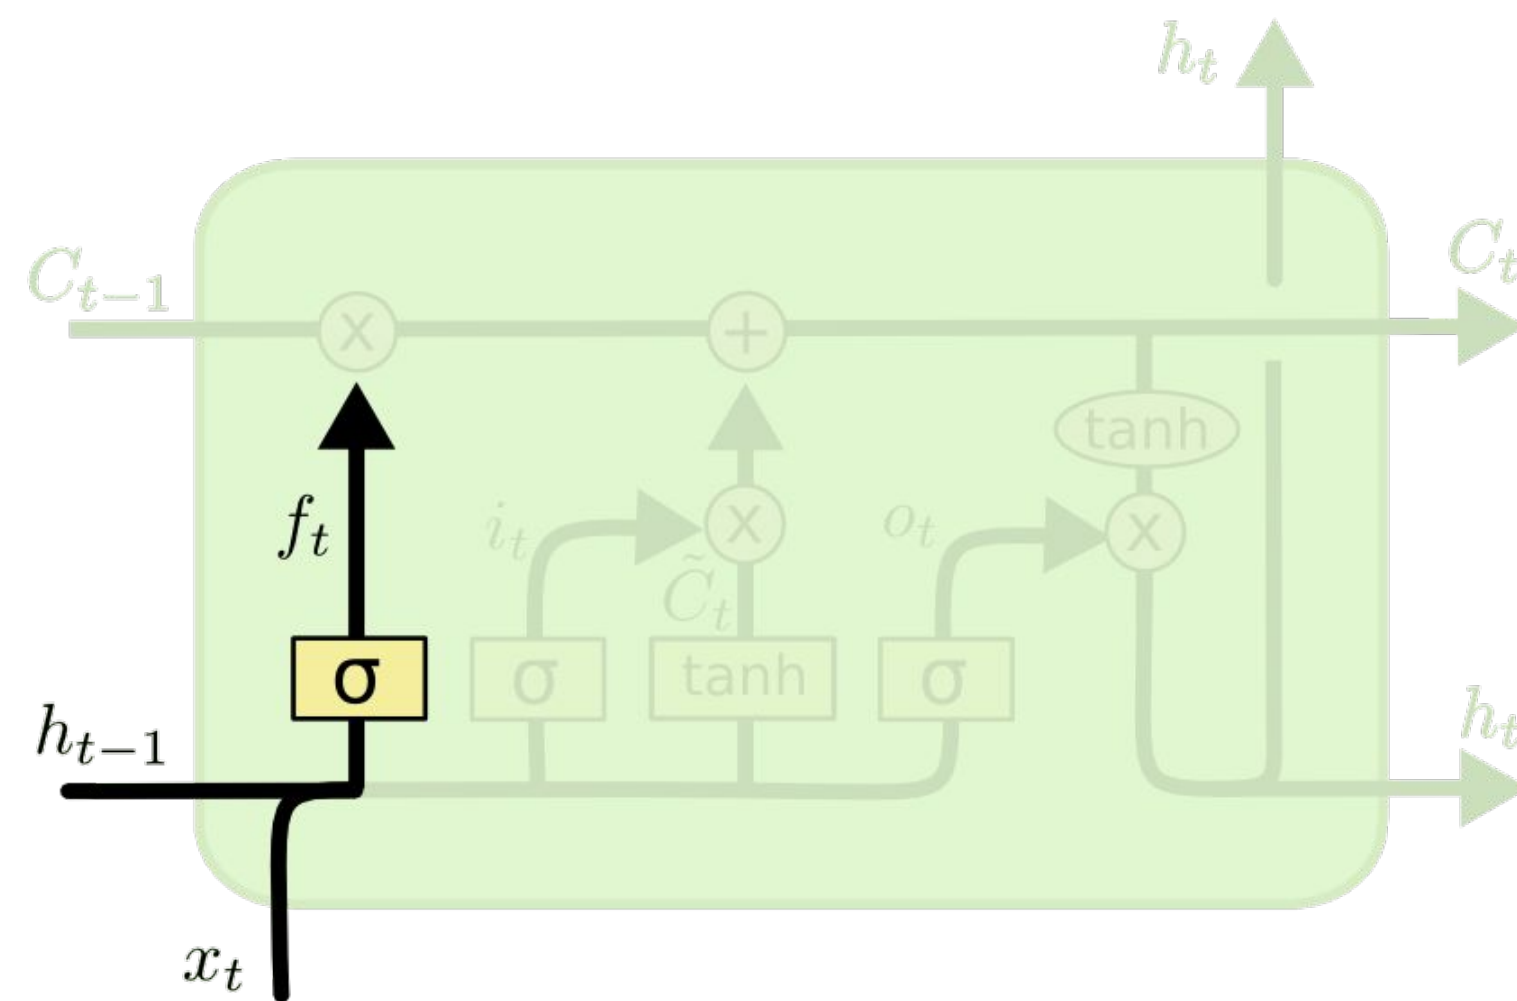 h_t
C_{t-1}
C_t
x
+
tanh
f_t
i_t
x
o_t
x
C̃_t
σ
σ
tanh
σ
h_{t-1}
h_t
x_t